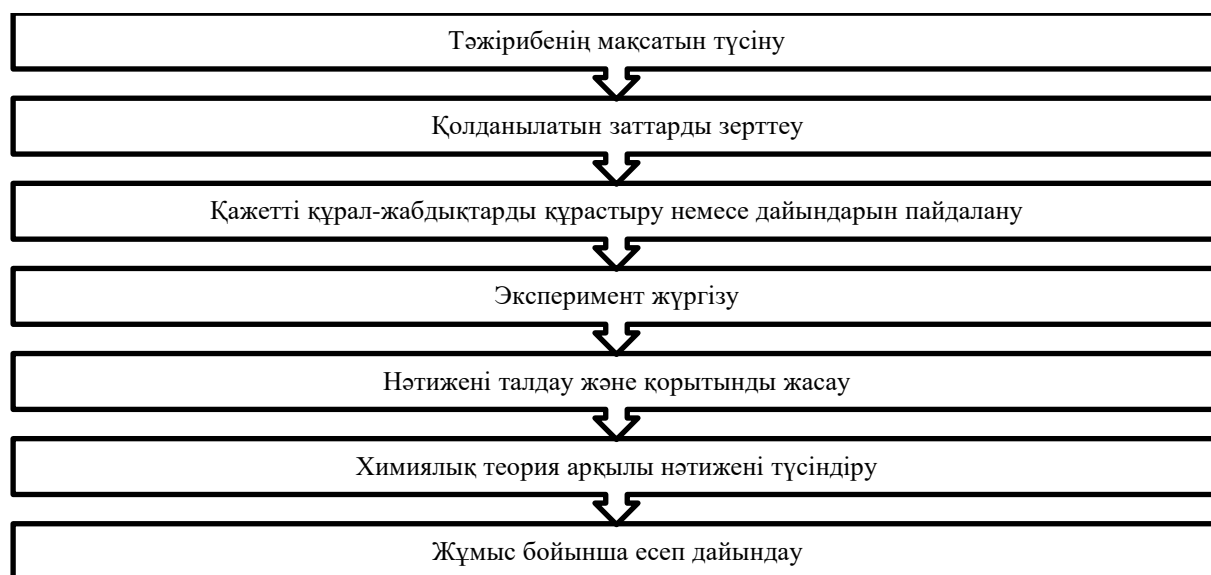 Тәжірибенің мақсатын түсіну
Қолданылатын заттарды зерттеу
Қажетті құрал-жабдықтарды құрастыру немесе дайындарын пайдалану
Эксперимент жүргізу
Нәтижені талдау және қорытынды жасау
Химиялық теория арқылы нәтижені түсіндіру
Жұмыс бойынша есеп дайындау